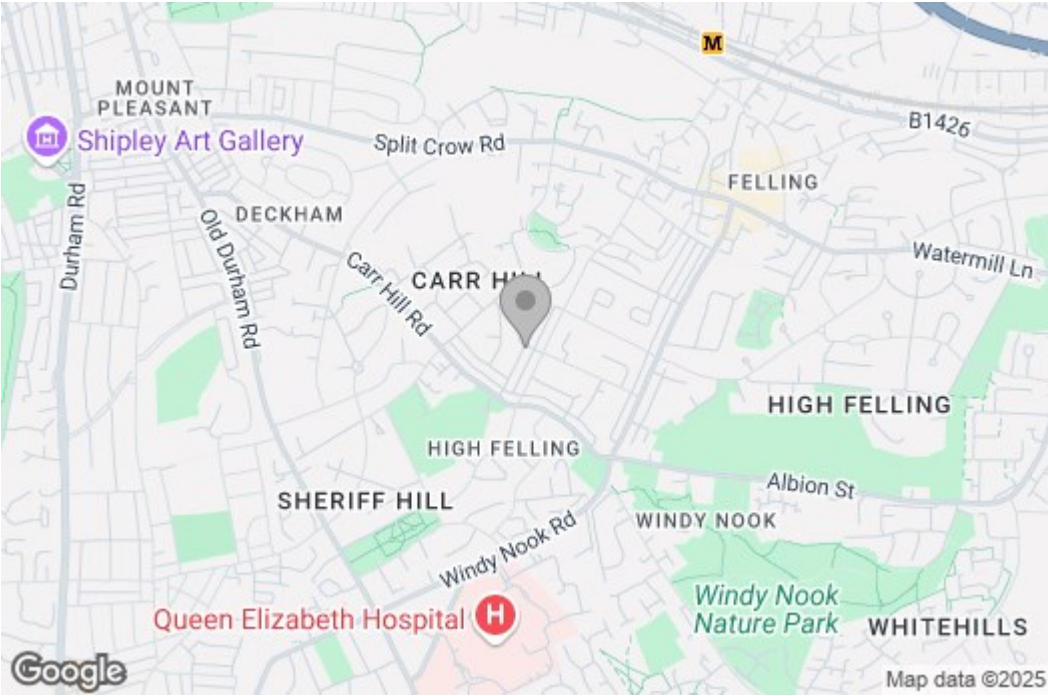 M
MOUNT
PLEASANT
B1426
Shipley Art Gallery
Split Crow Rd
FELLING
Durham Rd
DECKHAM
Old Durham Rd
Watermill Ln
Carr Hill Rd
CARR HILL
HIGH FELLING
HIGH FELLING
Albion St
SHERIFF HILL
WINDY NOOK
Windy Nook Rd
Windy Nook
Nature Park
Queen Elizabeth Hospital
H
WHITEHILLS
Google
Map data ©2025